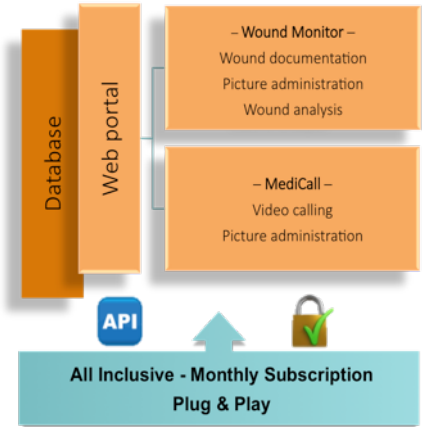 Database
Web portal
– Wound Monitor –
Wound documentation
Picture administration
Wound analysis
– MediCall –
Video calling
Picture administration
API
All Inclusive - Monthly Subscription
Plug & Play